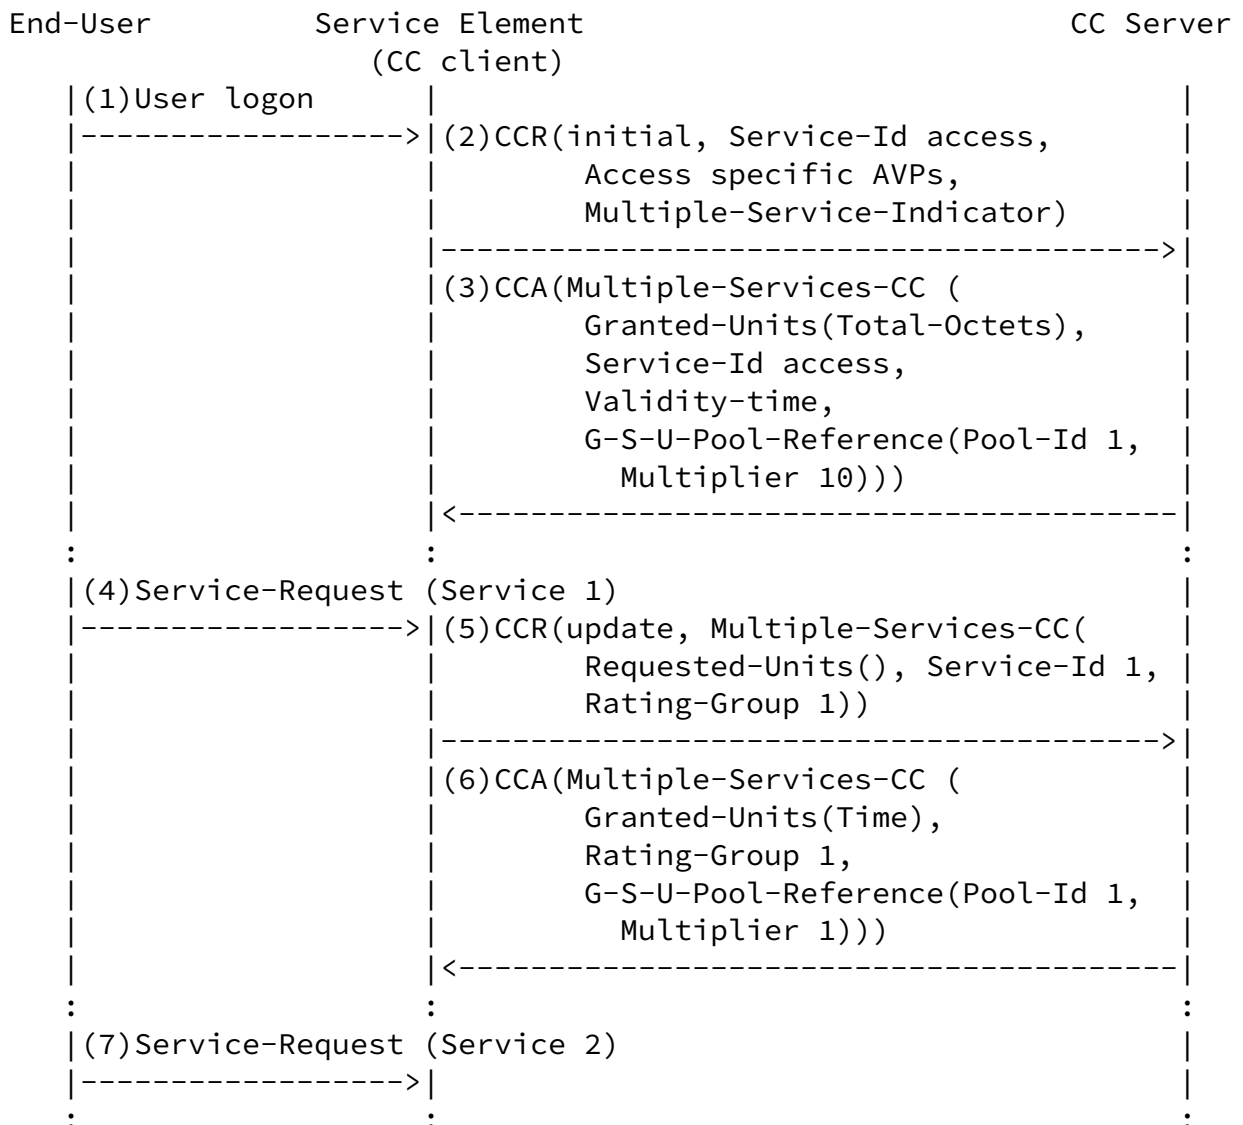 End-User Service Element CC Server
(CC client)
|(1)User logon | |
|------------------>|(2)CCR(initial, Service-Id access, |
| | Access specific AVPs, |
| | Multiple-Service-Indicator) |
| |---------------------------------------->|
| |(3)CCA(Multiple-Services-CC ( |
| | Granted-Units(Total-Octets), |
| | Service-Id access, |
| | Validity-time, |
| | G-S-U-Pool-Reference(Pool-Id 1, |
| | Multiplier 10))) |
| |<----------------------------------------|
: : :
|(4)Service-Request (Service 1) |
|------------------>|(5)CCR(update, Multiple-Services-CC( |
| | Requested-Units(), Service-Id 1, |
| | Rating-Group 1)) |
| |---------------------------------------->|
| |(6)CCA(Multiple-Services-CC ( |
| | Granted-Units(Time), |
| | Rating-Group 1, |
| | G-S-U-Pool-Reference(Pool-Id 1, |
| | Multiplier 1))) |
| |<----------------------------------------|
: : :
|(7)Service-Request (Service 2) |
|------------------>| |
: : :